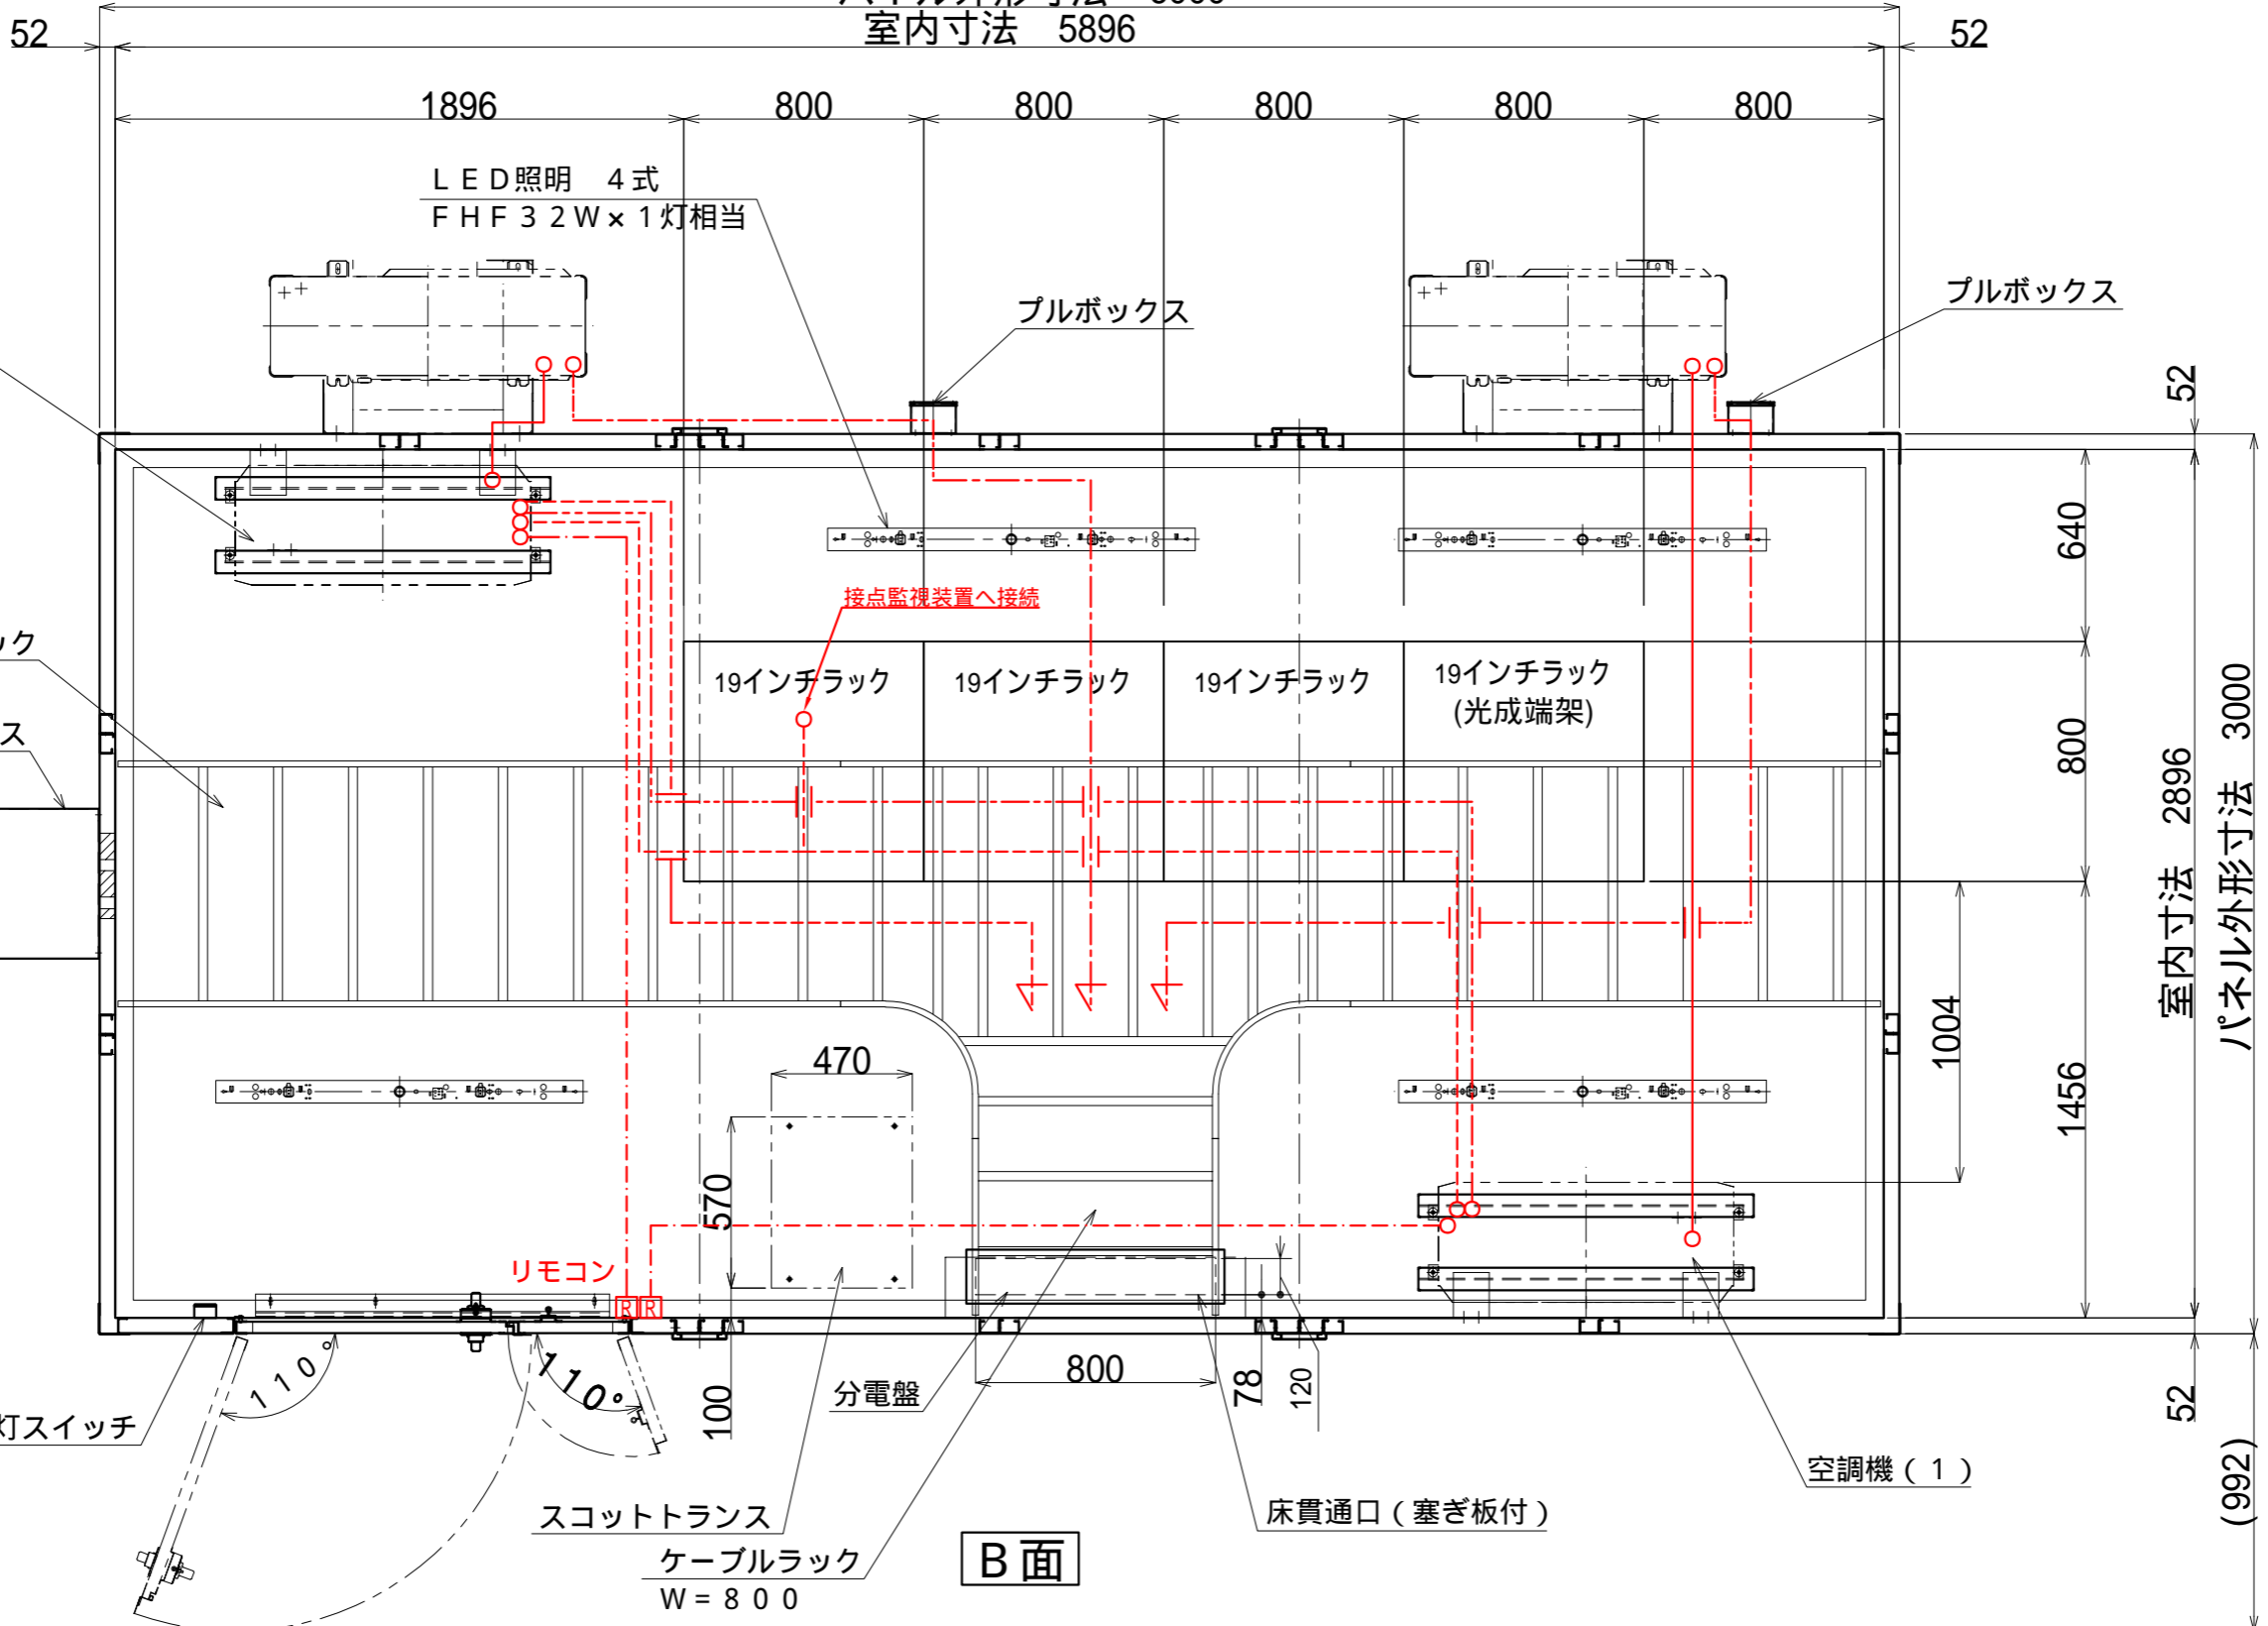 室内寸法　5896
52
52
1896
800
800
800
800
800
ＬＥＤ照明　４式
ＦＨＦ３２Ｗ×１灯相当
プルボックス
プルボックス
52
640
接点監視装置へ接続
ック
ス
19インチラック
19インチラック
19インチラック
19インチラック
(光成端架)
800
室内寸法　2896
パネル外形寸法　3000
1004
1456
470
570
リモコン
R
R
110°
110°
100
分電盤
800
78
120
52
(992)
灯スイッチ
空調機（１）
スコットトランス
床貫通口（塞ぎ板付）
ケーブルラック
Ｗ＝８００
Ｂ面